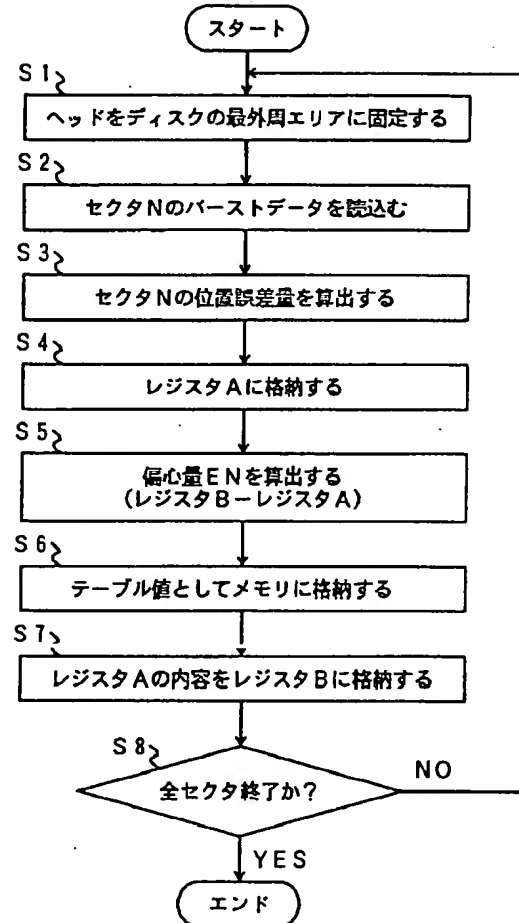 スタート
S1
ヘッドをディスクの最外周エリアに固定する
S2
セクタNのバーストデータを読込む
S3
セクタNの位置誤差量を算出する
S4
レジスタAに格納する
S5
偏心量ENを算出する
(レジスタB－レジスタA)
S6
テーブル値としてメモリに格納する
S7
レジスタAの内容をレジスタBに格納する
S8
全セクタ終了か?
NO
YES
エンド